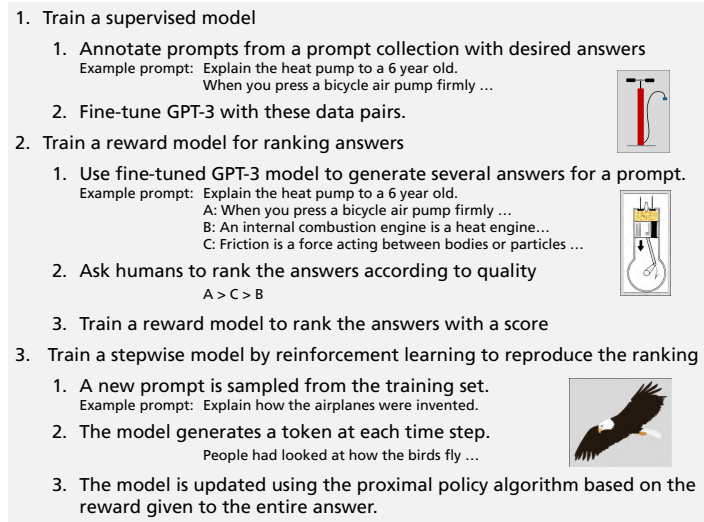 1. Train a supervised model
1. Annotate prompts from a prompt collection with desired answers
Example prompt: Explain the heat pump to a 6 year old.
When you press a bicycle air pump firmly …
2. Fine-tune GPT-3 with these data pairs.
2. Train a reward model for ranking answers
1. Use fine-tuned GPT-3 model to generate several answers for a prompt.
Example prompt: Explain the heat pump to a 6 year old.
A: When you press a bicycle air pump firmly …
B: An internal combustion engine is a heat engine…
C: Friction is a force acting between bodies or particles …
2. Ask humans to rank the answers according to quality
A > C > B
3. Train a reward model to rank the answers with a score
3. Train a stepwise model by reinforcement learning to reproduce the ranking
1. A new prompt is sampled from the training set.
Example prompt: Explain how the airplanes were invented.
2. The model generates a token at each time step.
People had looked at how the birds fly …
3. The model is updated using the proximal policy algorithm based on the
reward given to the entire answer.